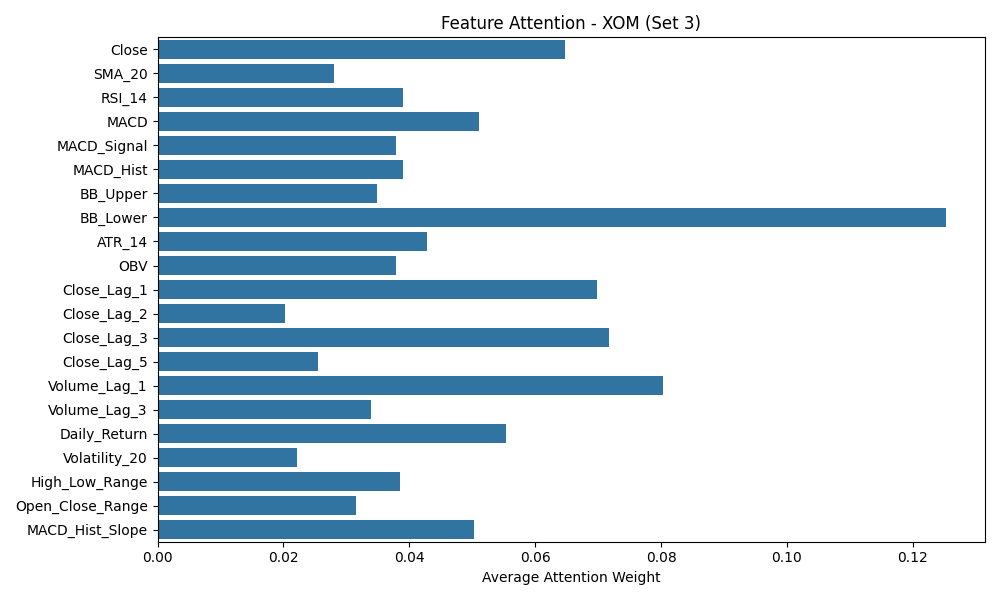 Feature Attention - XOM (Set 3)
Close
SMA_20
RSI_14
MACD
MACD_Signal
MACD_Hist
BB_Upper
BB_Lower
ATR_14
OBV
Close_Lag_1
Close_Lag_2
Close_Lag_3
Close_Lag_5
Volume_Lag_1
Volume_Lag_3
Daily_Return
Volatility_20
High_Low_Range
Open_Close_Range
MACD_Hist_Slope
0.00 0.02 0.04 0.06 0.08 0.10 0.12
Average Attention Weight